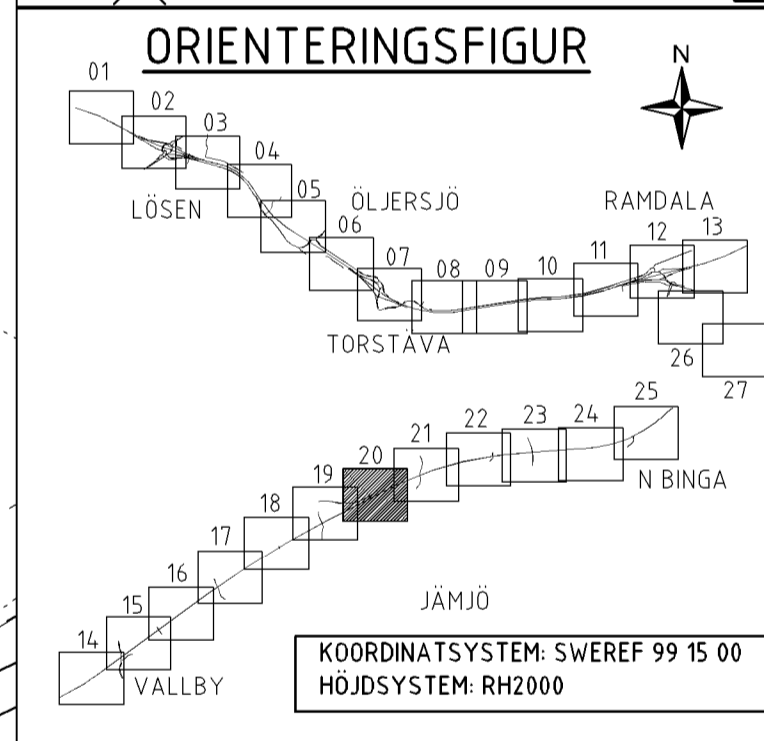 ORIENTERINGSFIGUR
N
01
02
03
04
05
06
07
08
09
10
11
12
13
LÖSEN
ÖLJERSJÖ
RAMDALA
TORSTÄVA
26
27
14
15
16
17
18
19
20
21
22
23
24
25
N BINGA
JÄMJÖ
VALLBY
KOORDINATSYSTEM: SWEREF 99 15 00
HÖJDSYSTEM: RH2000